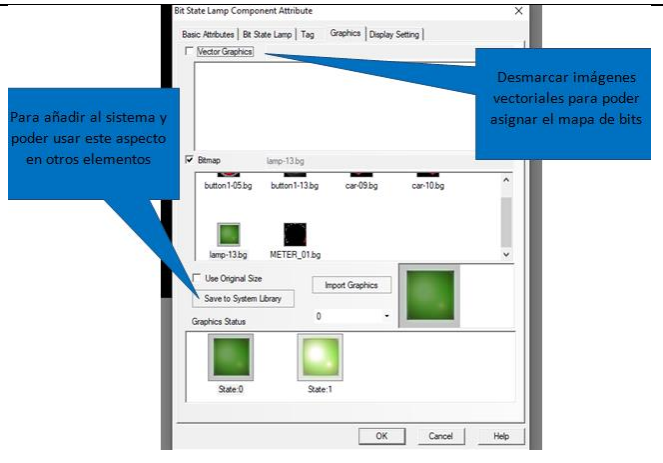 Bit State Lamp Component Attribute
Basic Attributes Bit State Lamp Tag Graphics Display Setting
Vector Graphics
Desmarcar imágenes
vectoriales para poder
asignar el mapa de bits
Para añadir al sistema y
poder usar este aspecto
en otros elementos
Bitmap lamp-13.bg
button1-05.bg button1-13.bg car-09.bg car-10.bg
lamp-13.bg METER_01.bg
Use Original Size
Import Graphics
Save to System Library
0
Graphics Status
State:0 State:1
OK Cancel Help